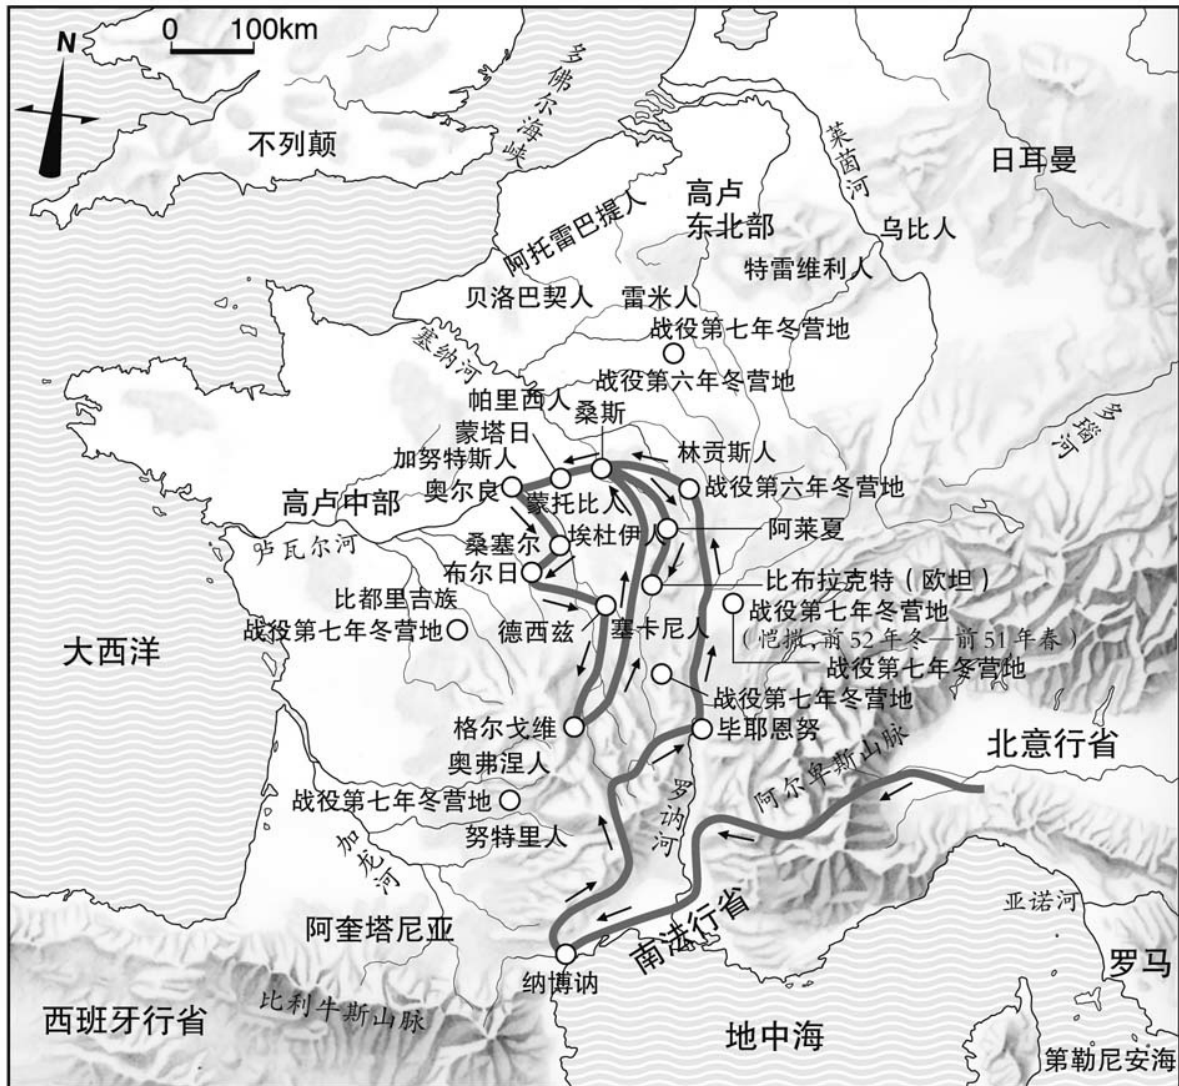 0 100km
N
多佛尔海峡
不列颠
莱茵河
日耳曼
高卢
东北部
阿托雷巴提人
乌比人
特雷维利人
贝洛巴契人
雷米人
战役第七年冬营地
塞纳河
战役第六年冬营地
帕里西人
桑斯
多瑙河
蒙塔日
加努特斯人
林贡斯人
奥尔良
战役第六年冬营地
高卢中部
蒙托比人
桑塞尔
埃杜伊人
阿莱夏
卢瓦尔河
布尔日
比布拉克特（欧坦）
比都里吉族
战役第七年冬营地
战役第七年冬营地
德西兹
塞卡尼人
（恺撒，前52年冬—前51年春）
大西洋
战役第七年冬营地
战役第七年冬营地
格尔戈维
毕耶恩努
北意行省
奥弗涅人
阿尔卑斯山脉
战役第七年冬营地
罗讷河
努特里人
加龙河
阿奎塔尼亚
南法行省
亚诺河
纳博讷
罗马
比利牛斯山脉
西班牙行省
地中海
第勒尼安海